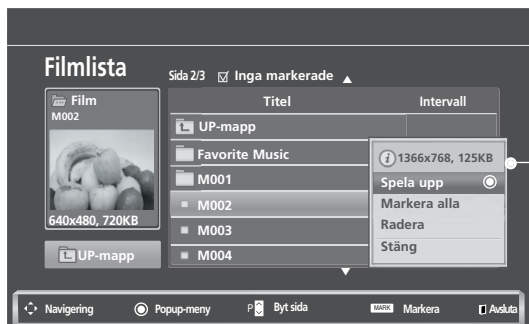 Filmlista
Sida 2/3 Inga markerade
Film
M002
640x480, 720KB
UP-mapp
Titel Intervall
UP-mapp
Favorite Music
M001
M002
M003
M004
1366x768, 125KB
Spela upp
Markera alla
Radera
Stäng
Navigering Popup-meny P Byt sida MARK Markera Avsluta